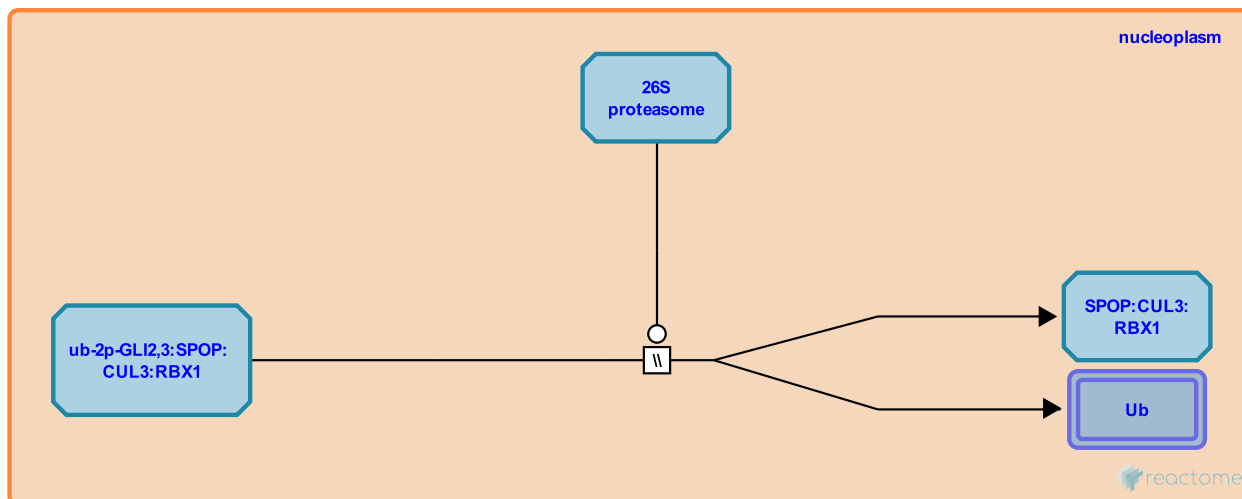 nucleoplasm
26S
proteasome
ub-2p-GLI2,3:SPOP:
CUL3:RBX1
\\
SPOP:CUL3:
RBX1
Ub
reactome